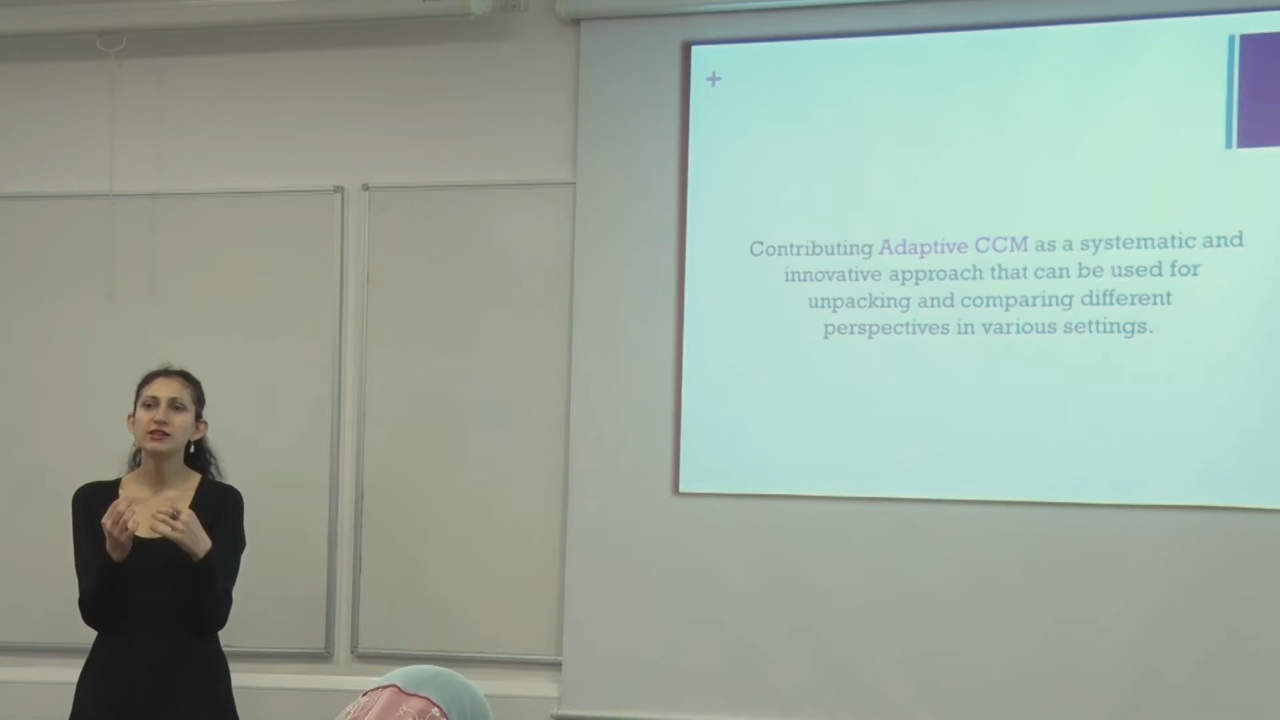 +
Contributing Adaptive CCM as a systematic and
innovative approach that can be used for
unpacking and comparing different
perspectives in various settings.